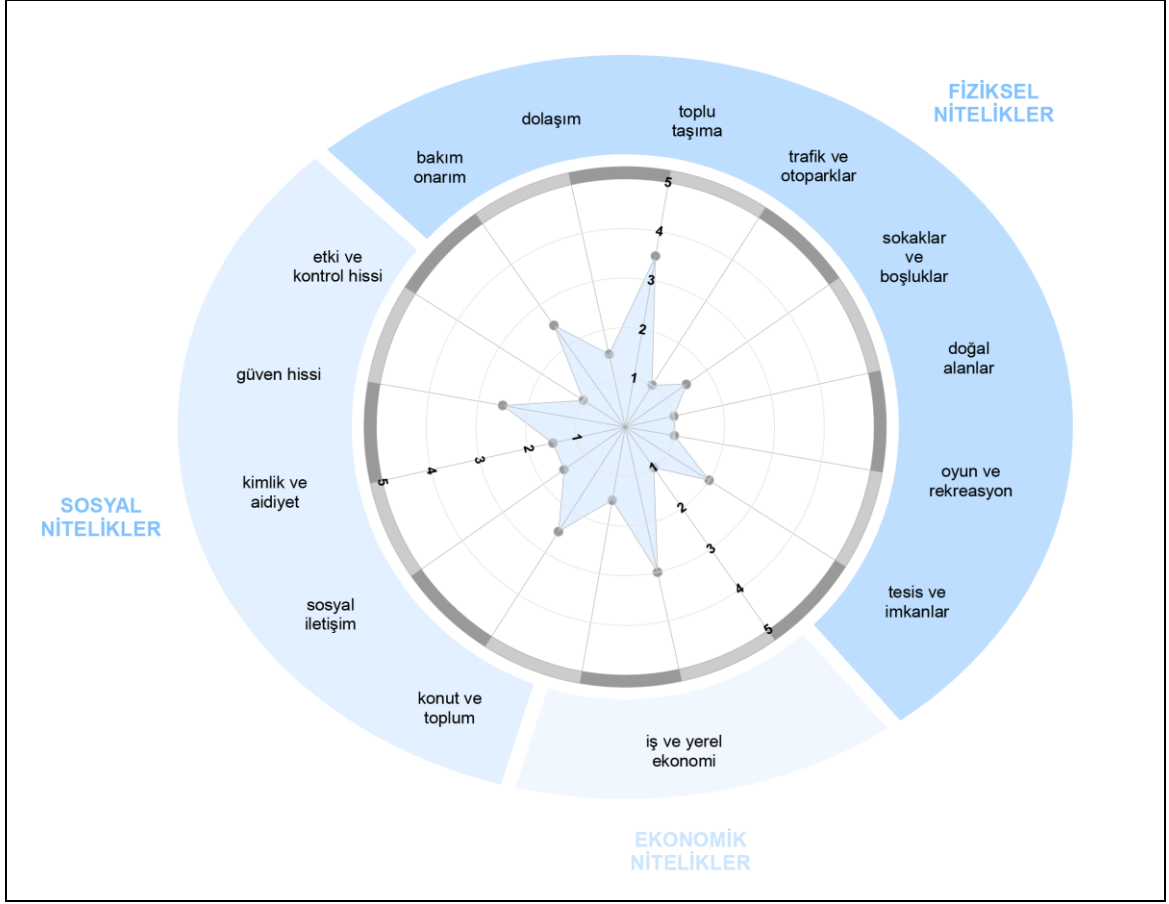 FİZİKSEL
NİTELİKLER
dolaşım
toplu
taşıma
bakım
onarım
trafik ve
otoparklar
sokaklar
ve
boşluklar
doğal
alanlar
oyun ve
rekreasyon
tesis ve
imkanlar
etki ve
kontrol hissi
güven hissi
kimlik ve
aidiyet
sosyal
iletişim
konut ve
toplum
SOSYAL
NİTELİKLER
iş ve yerel
ekonomi
EKONOMİK
NİTELİKLER
5
4
3
2
1
1
2
3
4
5
1
2
3
4
5